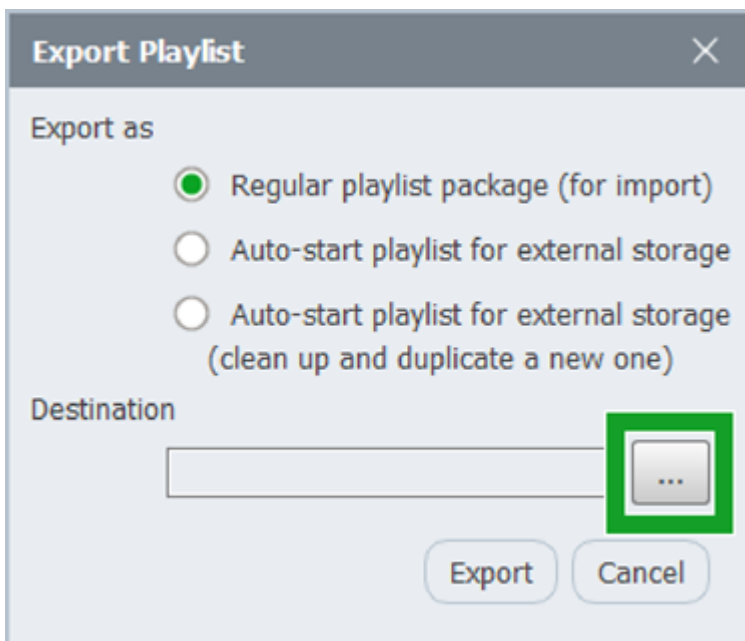 Export Playlist
Export as
Regular playlist package (for import)
Auto-start playlist for external storage
Auto-start playlist for external storage
(clean up and duplicate a new one)
Destination
...
Export Cancel